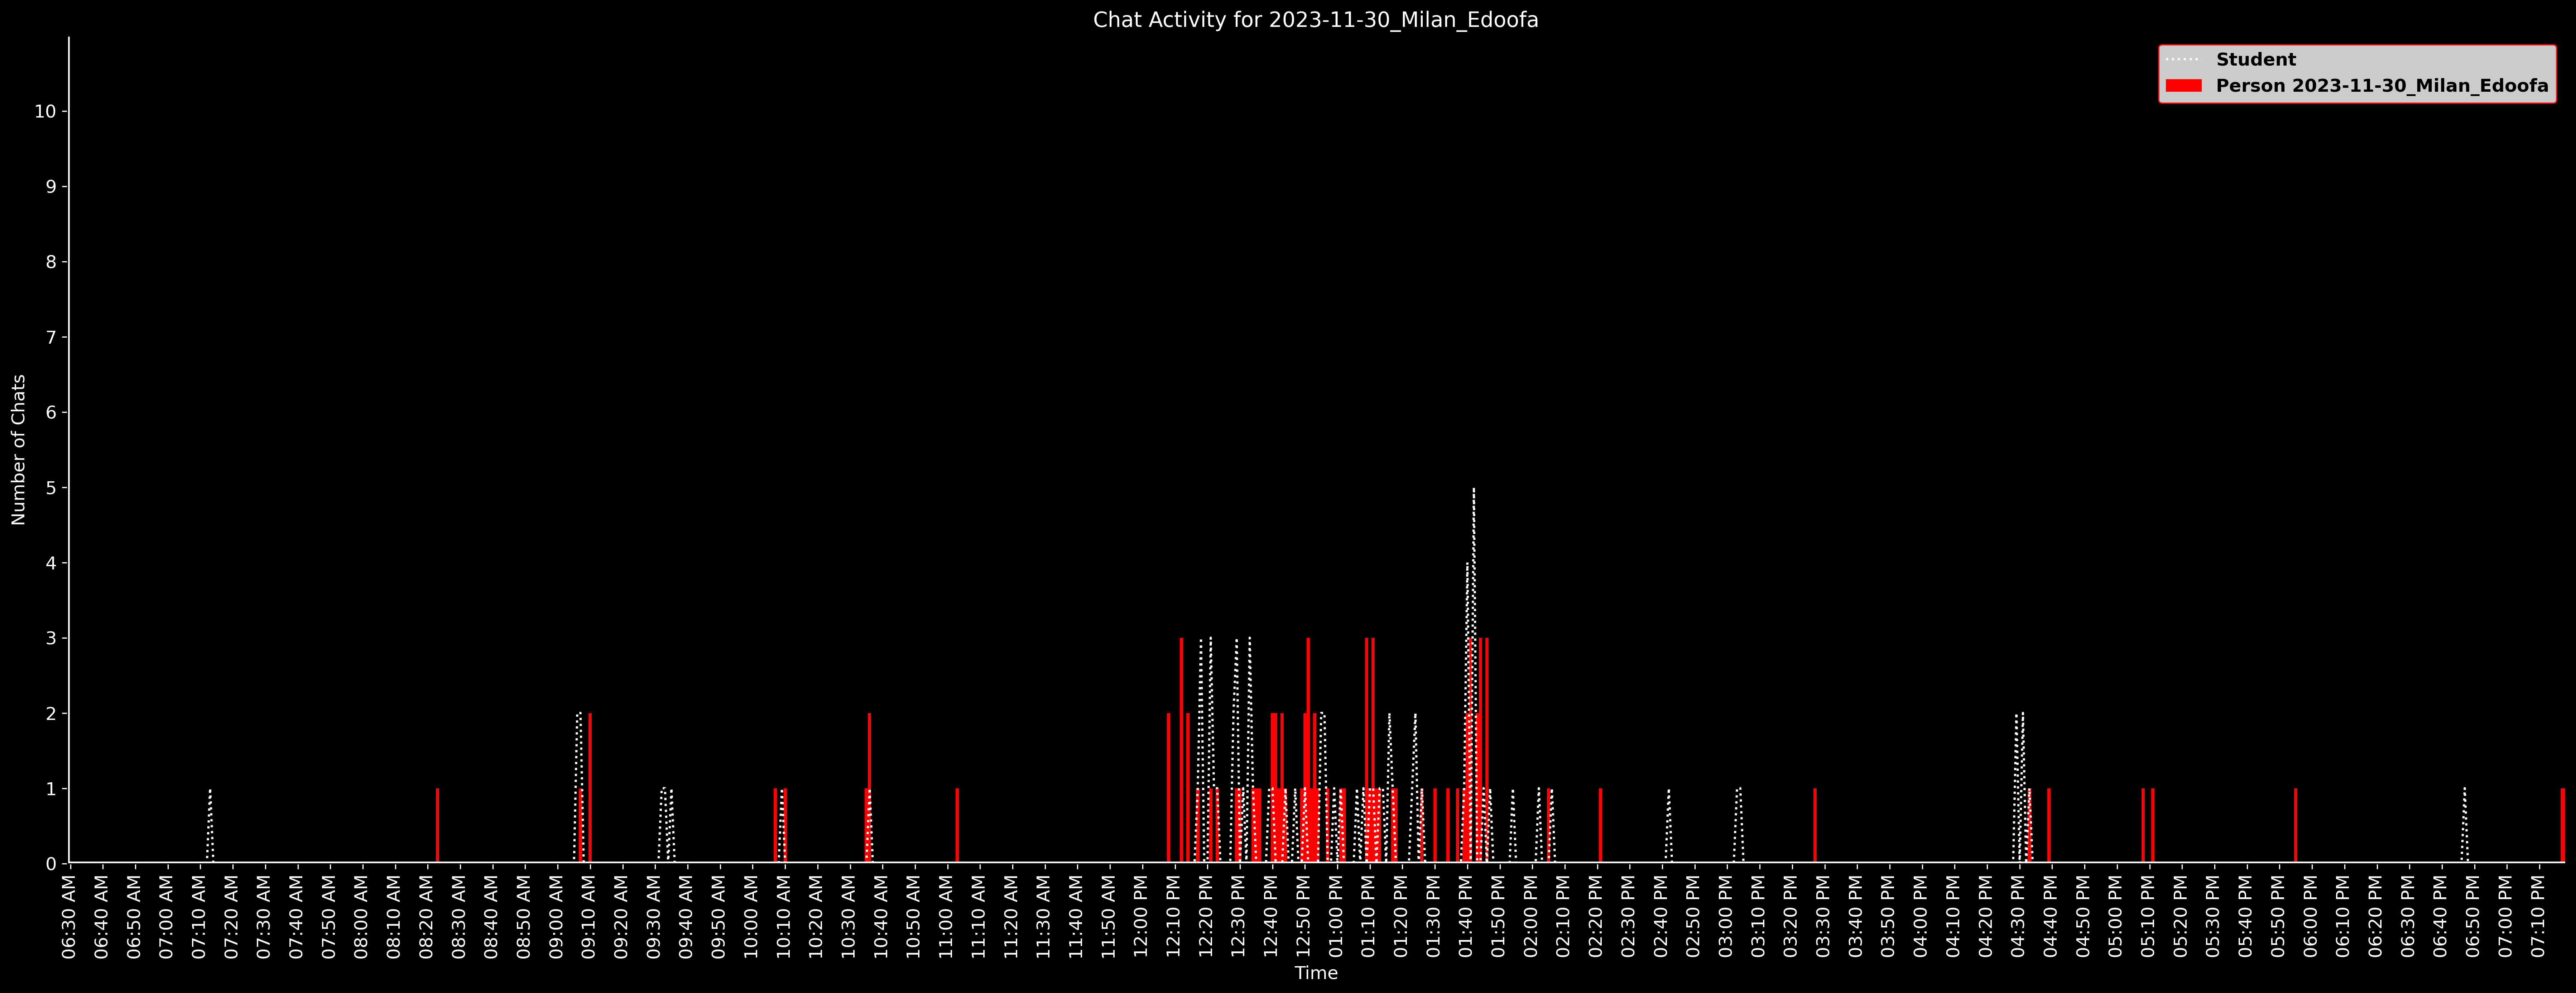 Chat Activity for 2023-11-30_Milan_Edoofa
Student
Person 2023-11-30_Milan_Edoofa
Number of Chats
10
9
8
7
6
5
4
3
2
1
0
06:30 AM
06:40 AM
06:50 AM
07:00 AM
07:10 AM
07:20 AM
07:30 AM
07:40 AM
07:50 AM
08:00 AM
08:10 AM
08:20 AM
08:30 AM
08:40 AM
08:50 AM
09:00 AM
09:10 AM
09:20 AM
09:30 AM
09:40 AM
09:50 AM
10:00 AM
10:10 AM
10:20 AM
10:30 AM
10:40 AM
10:50 AM
11:00 AM
11:10 AM
11:20 AM
11:30 AM
11:40 AM
11:50 AM
12:00 PM
12:10 PM
12:20 PM
12:30 PM
12:40 PM
12:50 PM
01:00 PM
01:10 PM
01:20 PM
01:30 PM
01:40 PM
01:50 PM
02:00 PM
02:10 PM
02:20 PM
02:30 PM
02:40 PM
02:50 PM
03:00 PM
03:10 PM
03:20 PM
03:30 PM
03:40 PM
03:50 PM
04:00 PM
04:10 PM
04:20 PM
04:30 PM
04:40 PM
04:50 PM
05:00 PM
05:10 PM
05:20 PM
05:30 PM
05:40 PM
05:50 PM
06:00 PM
06:10 PM
06:20 PM
06:30 PM
06:40 PM
06:50 PM
07:00 PM
07:10 PM
Time